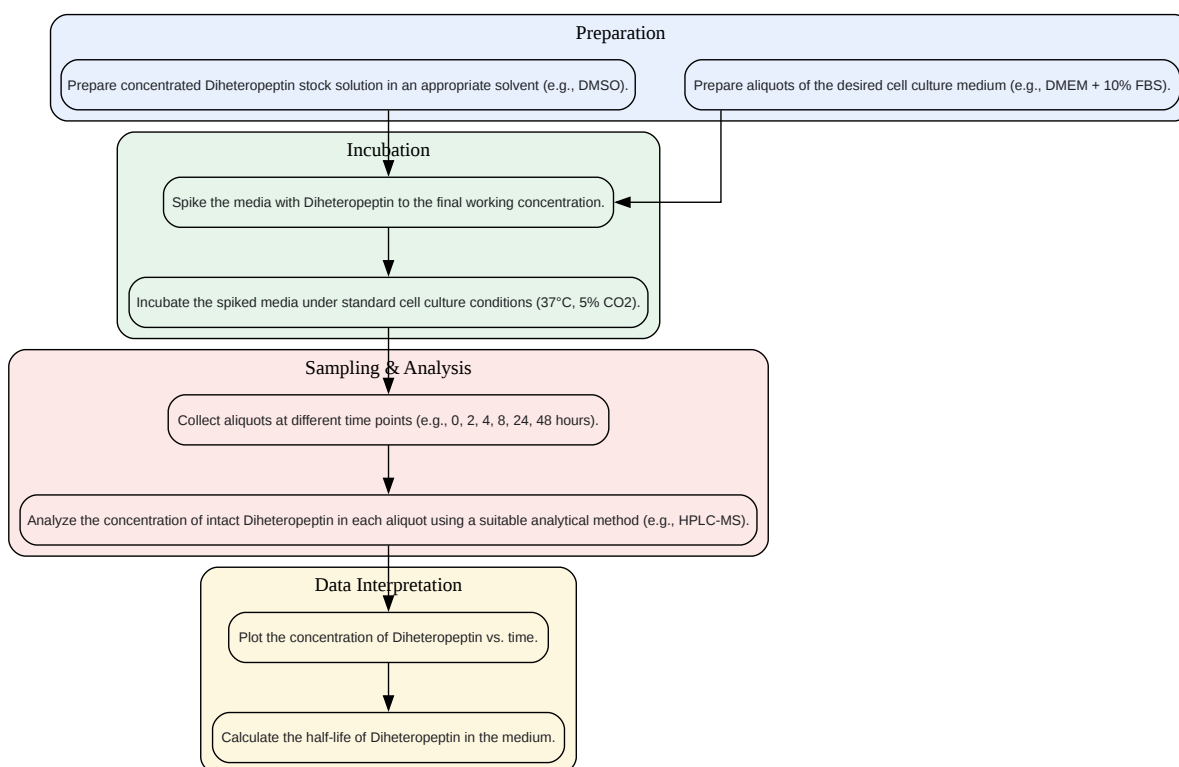 Preparation
Prepare concentrated Diheteropeptin stock solution in an appropriate solvent (e.g., DMSO).
Prepare aliquots of the desired cell culture medium (e.g., DMEM + 10% FBS).
Incubation
Spike the media with Diheteropeptin to the final working concentration.
Incubate the spiked media under standard cell culture conditions (37°C, 5% CO2).
Sampling & Analysis
Collect aliquots at different time points (e.g., 0, 2, 4, 8, 24, 48 hours).
Analyze the concentration of intact Diheteropeptin in each aliquot using a suitable analytical method (e.g., HPLC-MS).
Data Interpretation
Plot the concentration of Diheteropeptin vs. time.
Calculate the half-life of Diheteropeptin in the medium.